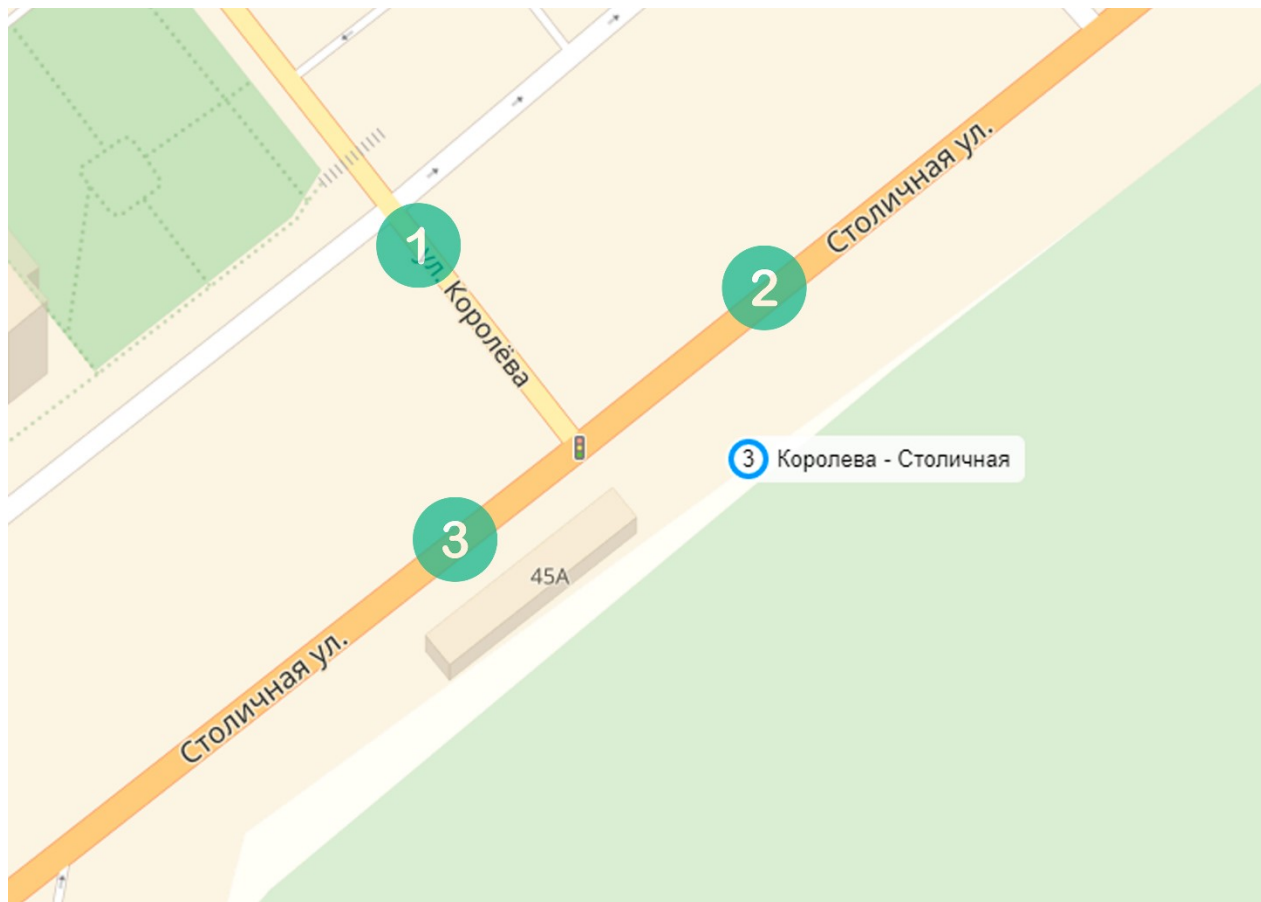 Столичная ул.
1
ул. Королёва
2
3 Королева - Столичная
3
45А
Столичная ул.